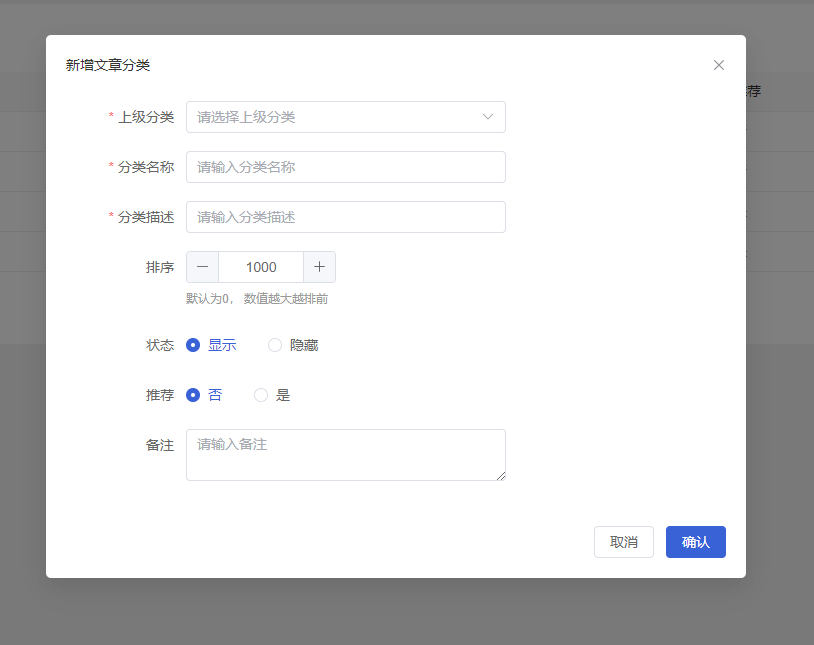 新增文章分类
荐
* 上级分类 请选择上级分类
* 分类名称 请输入分类名称
* 分类描述 请输入分类描述
排序 1000
默认为0， 数值越大越排前
状态 显示 隐藏
推荐 否 是
备注 请输入备注
取消 确认